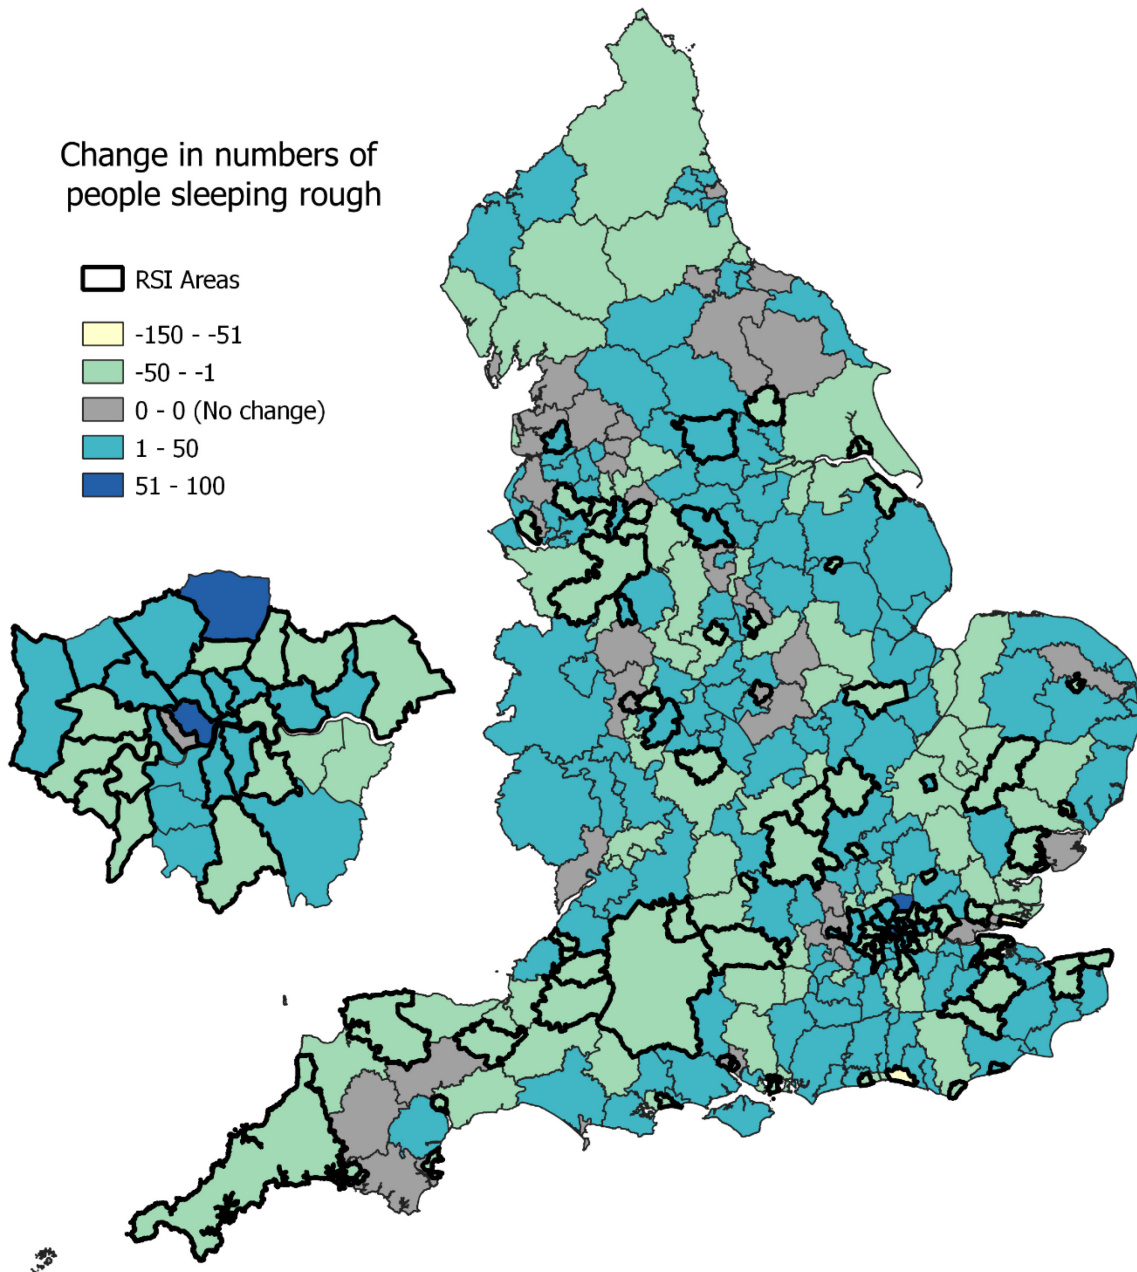 Change in numbers of
people sleeping rough
RSI Areas
-150 - -51
-50 - -1
0 - 0 (No change)
1 - 50
51 - 100